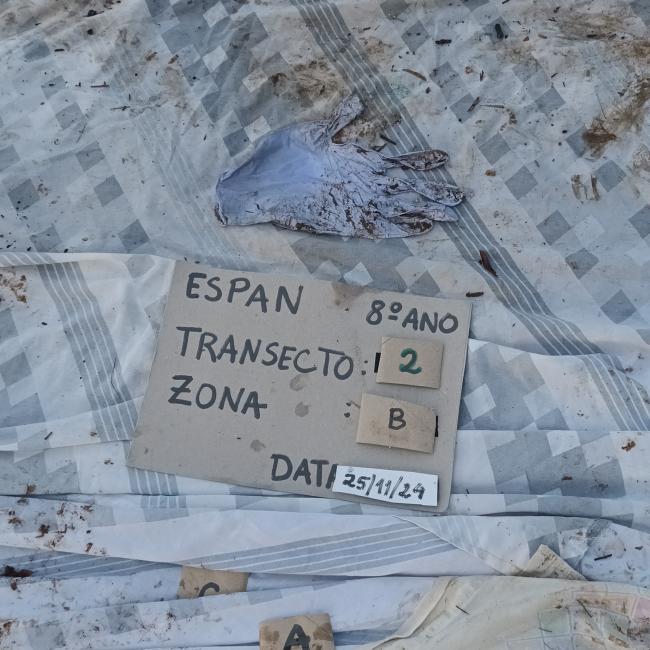 ESPAN 8º ANO
TRANSECTO: 2
ZONA : B
DATA 25/11/24
C
A